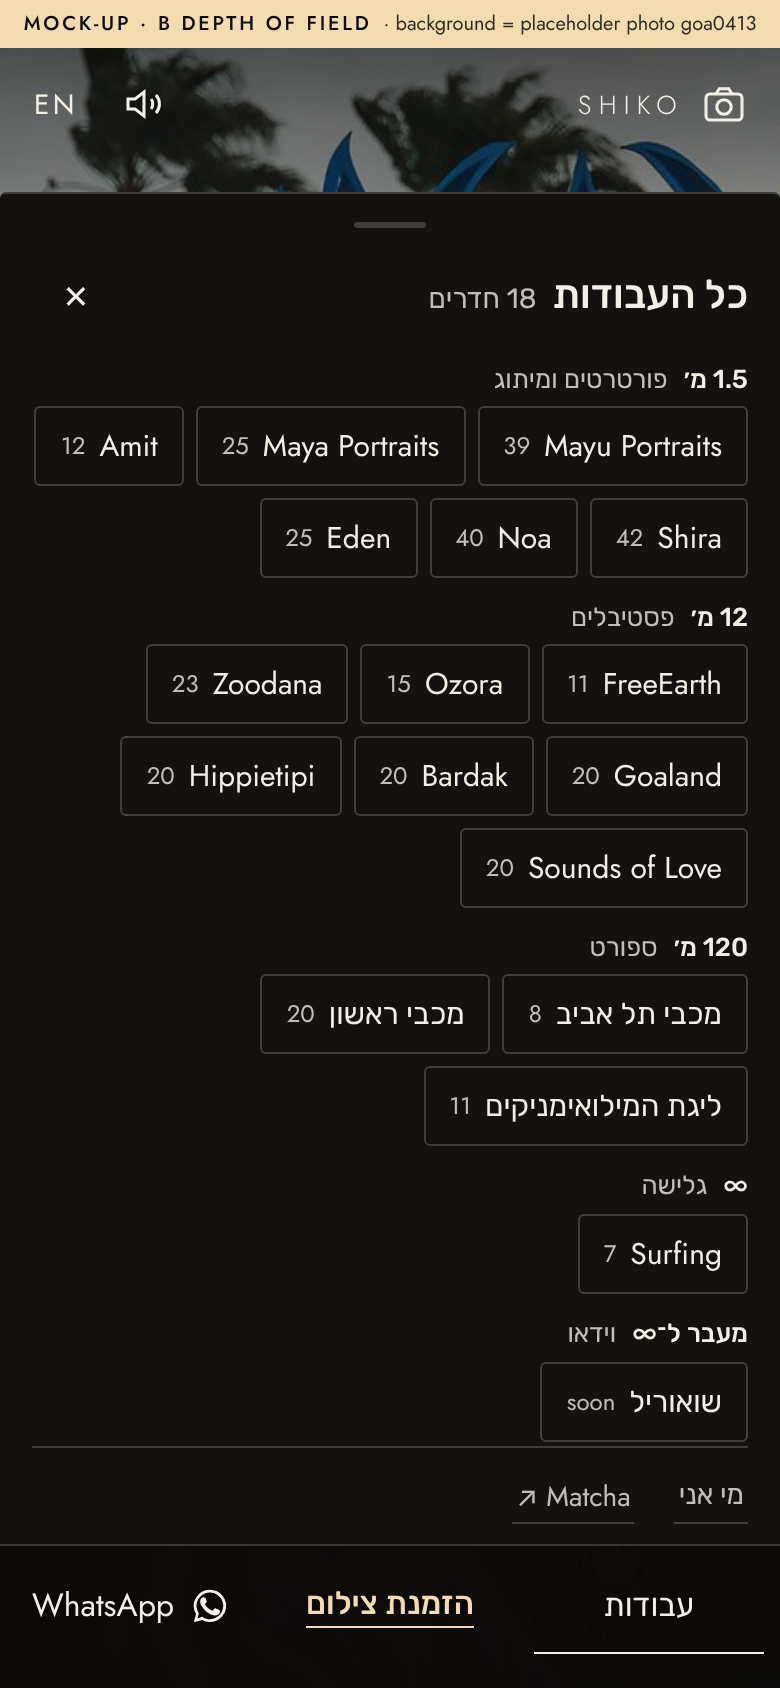 MOCK-UP · B DEPTH OF FIELD · background = placeholder photo goa0413
EN SHIKO
כל העבודות 18 חדרים ✕
1.5 מ׳ פורטרטים ומיתוג
Mayu Portraits 39 Maya Portraits 25 Amit 12
Shira 42 Noa 40 Eden 25
12 מ׳ פסטיבלים
FreeEarth 11 Ozora 15 Zoodana 23
Goaland 20 Bardak 20 Hippietipi 20
Sounds of Love 20
120 מ׳ ספורט
מכבי תל אביב 8 מכבי ראשון 20
ליגת המילואימניקים 11
∞ גלישה
Surfing 7
מעבר ל־∞ וידאו
שואוריל soon
מי אני Matcha ↗
עבודות הזמנת צילום WhatsApp